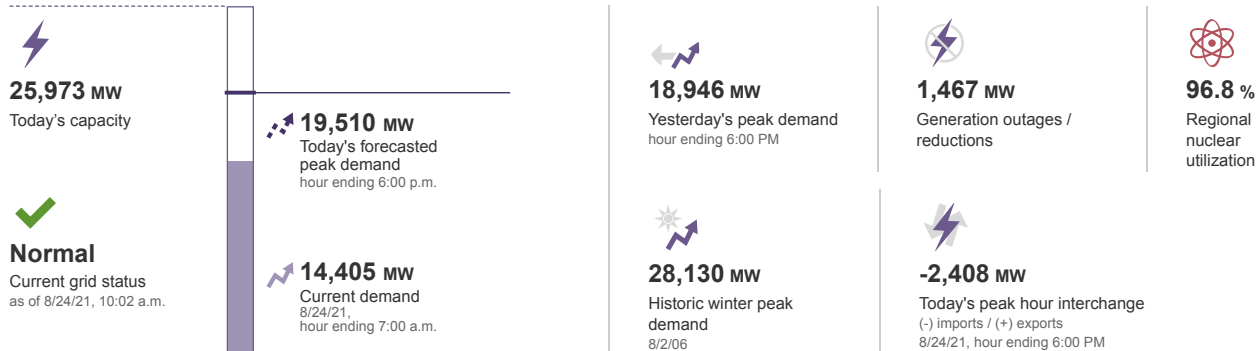 25,973 MW
Today's capacity
Normal
Current grid status
as of 8/24/21, 10:02 a.m.
19,510 MW
Today's forecasted
peak demand
hour ending 6:00 p.m.
14,405 MW
Current demand
8/24/21,
hour ending 7:00 a.m.
18,946 MW
Yesterday's peak demand
hour ending 6:00 PM
1,467 MW
Generation outages /
reductions
96.8 %
Regional
nuclear
utilization
28,130 MW
Historic winter peak
demand
8/2/06
-2,408 MW
Today's peak hour interchange
(-) imports / (+) exports
8/24/21, hour ending 6:00 PM